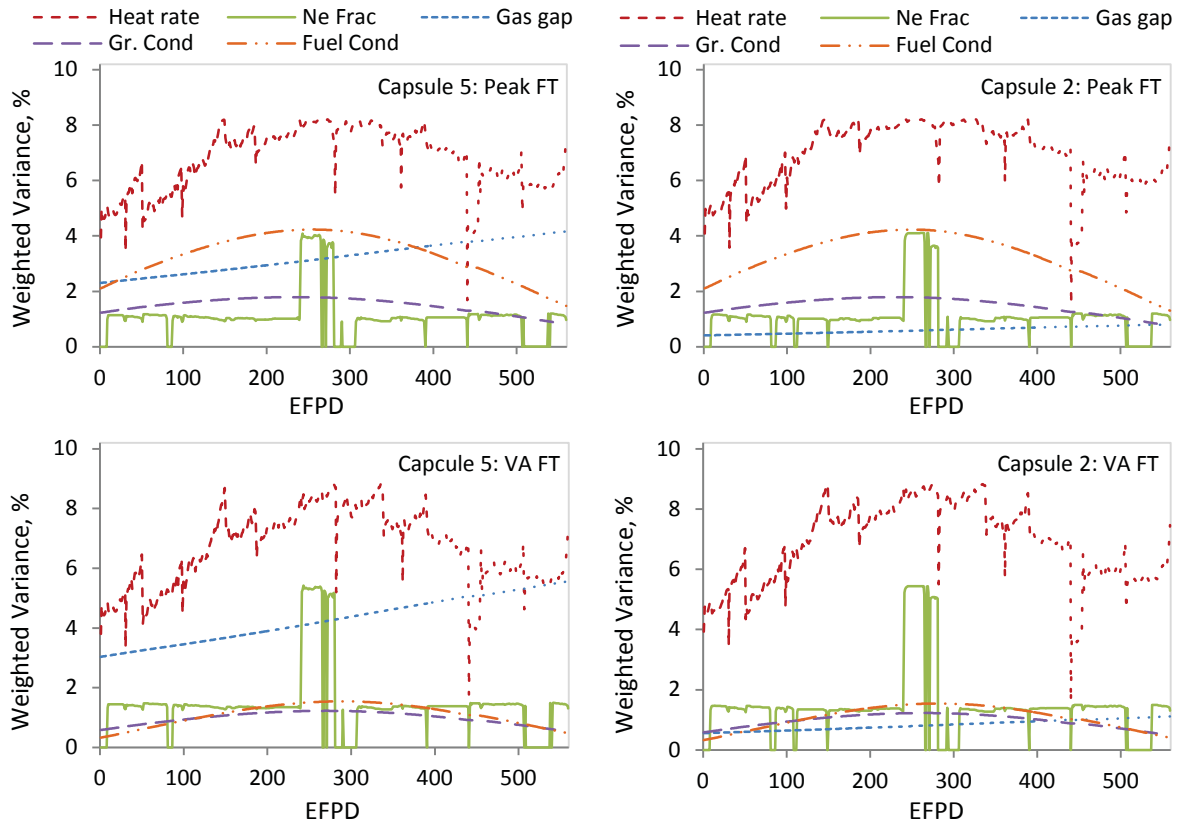 Heat rate Ne Frac Gas gap
Gr. Cond Fuel Cond
Heat rate Ne Frac Gas gap
Gr. Cond Fuel Cond
Capsule 5: Peak FT
Weighted Variance, %
10
8
6
4
2
0
0 100 200 300 400 500
EFPD
Capsule 2: Peak FT
Weighted Variance, %
10
8
6
4
2
0
0 100 200 300 400 500
EFPD
Capcule 5: VA FT
Weighted Variance, %
10
8
6
4
2
0
0 100 200 300 400 500
EFPD
Capsule 2: VA FT
Weighted Variance, %
10
8
6
4
2
0
0 100 200 300 400 500
EFPD